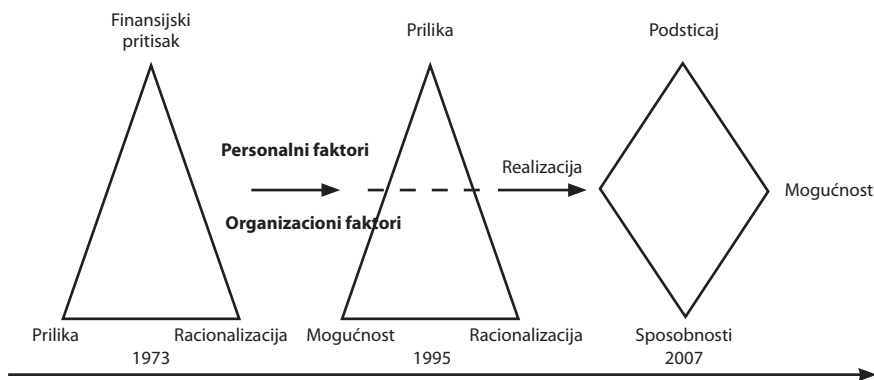 Finansijski
pritisak
Prilika
Podsticaj
Personalni faktori
Realizacija
Mogućnost
Organizacioni faktori
Prilika
Racionalizacija
Mogućnost
Racionalizacija
Sposobnosti
1973
1995
2007